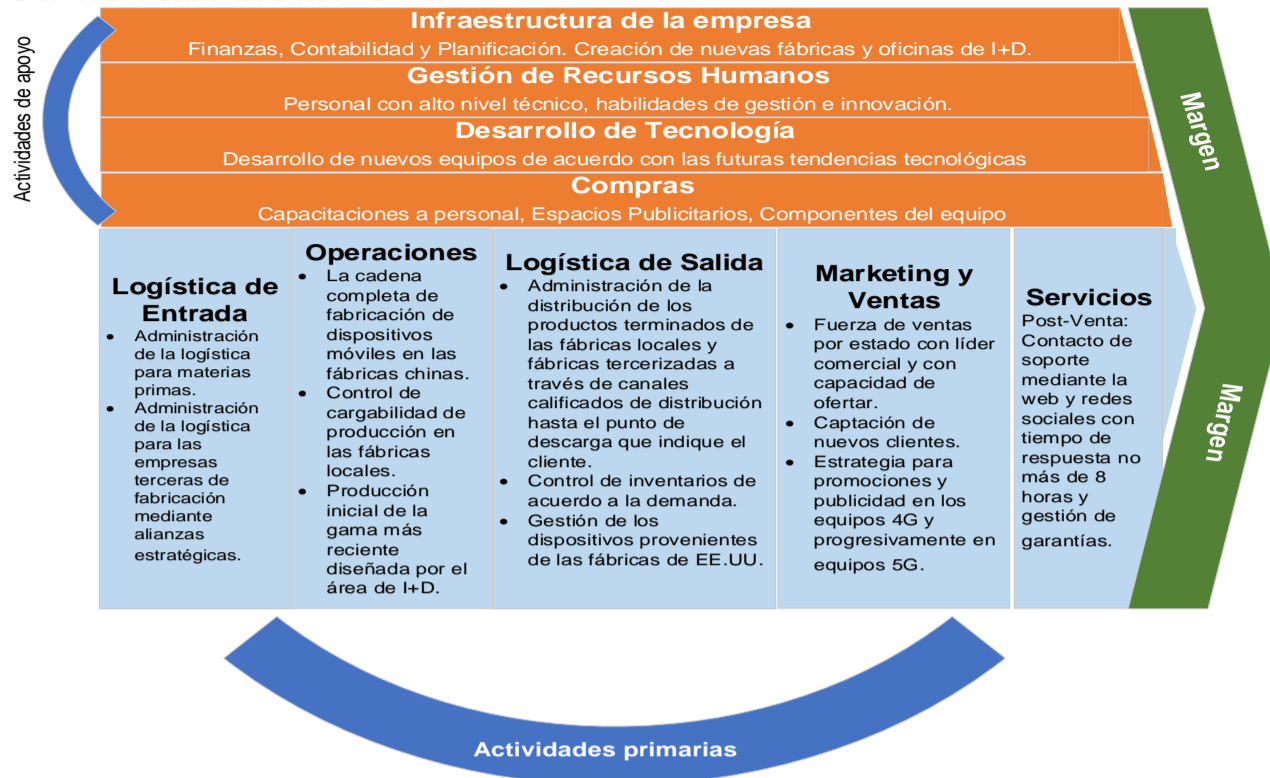 Infraestructura de la empresa
Finanzas, Contabilidad y Planificación. Creación de nuevas fábricas y oficinas de I+D.
Gestión de Recursos Humanos
Personal con alto nivel técnico, habilidades de gestión e innovación.
Desarrollo de Tecnología
Desarrollo de nuevos equipos de acuerdo con las futuras tendencias tecnológicas
Compras
Capacitaciones a personal, Espacios Publicitarios, Componentes del equipo
Actividades de apoyo
Margen
Margen
Logística de
Entrada
• Administración
de la logística
para materias
primas.
• Administración
de la logística
para las
empresas
terceras de
fabricación
mediante
alianzas
estratégicas.
Operaciones
• La cadena
completa de
fabricación de
dispositivos
móviles en las
fábricas chinas.
• Control de
cargabilidad de
producción en
las fábricas
locales.
• Producción
inicial de la
gama más
reciente
diseñada por el
área de I+D.
Logística de Salida
• Administración de la
distribución de los
productos terminados de
las fábricas locales y
fábricas tercerizadas a
través de canales
calificados de distribución
hasta el punto de
descarga que indique el
cliente.
• Control de inventarios de
acuerdo a la demanda.
• Gestión de los
dispositivos provenientes
de las fábricas de EE.UU.
Marketing y
Ventas
• Fuerza de ventas
por estado con líder
comercial y con
capacidad de
ofertar.
• Captación de
nuevos clientes.
• Estrategia para
promociones y
publicidad en los
equipos 4G y
progresivamente en
equipos 5G.
Servicios
Post-Venta:
Contacto de
soporte
mediante la
web y redes
sociales con
tiempo de
respuesta no
más de 8
horas y
gestión de
garantías.
Actividades primarias